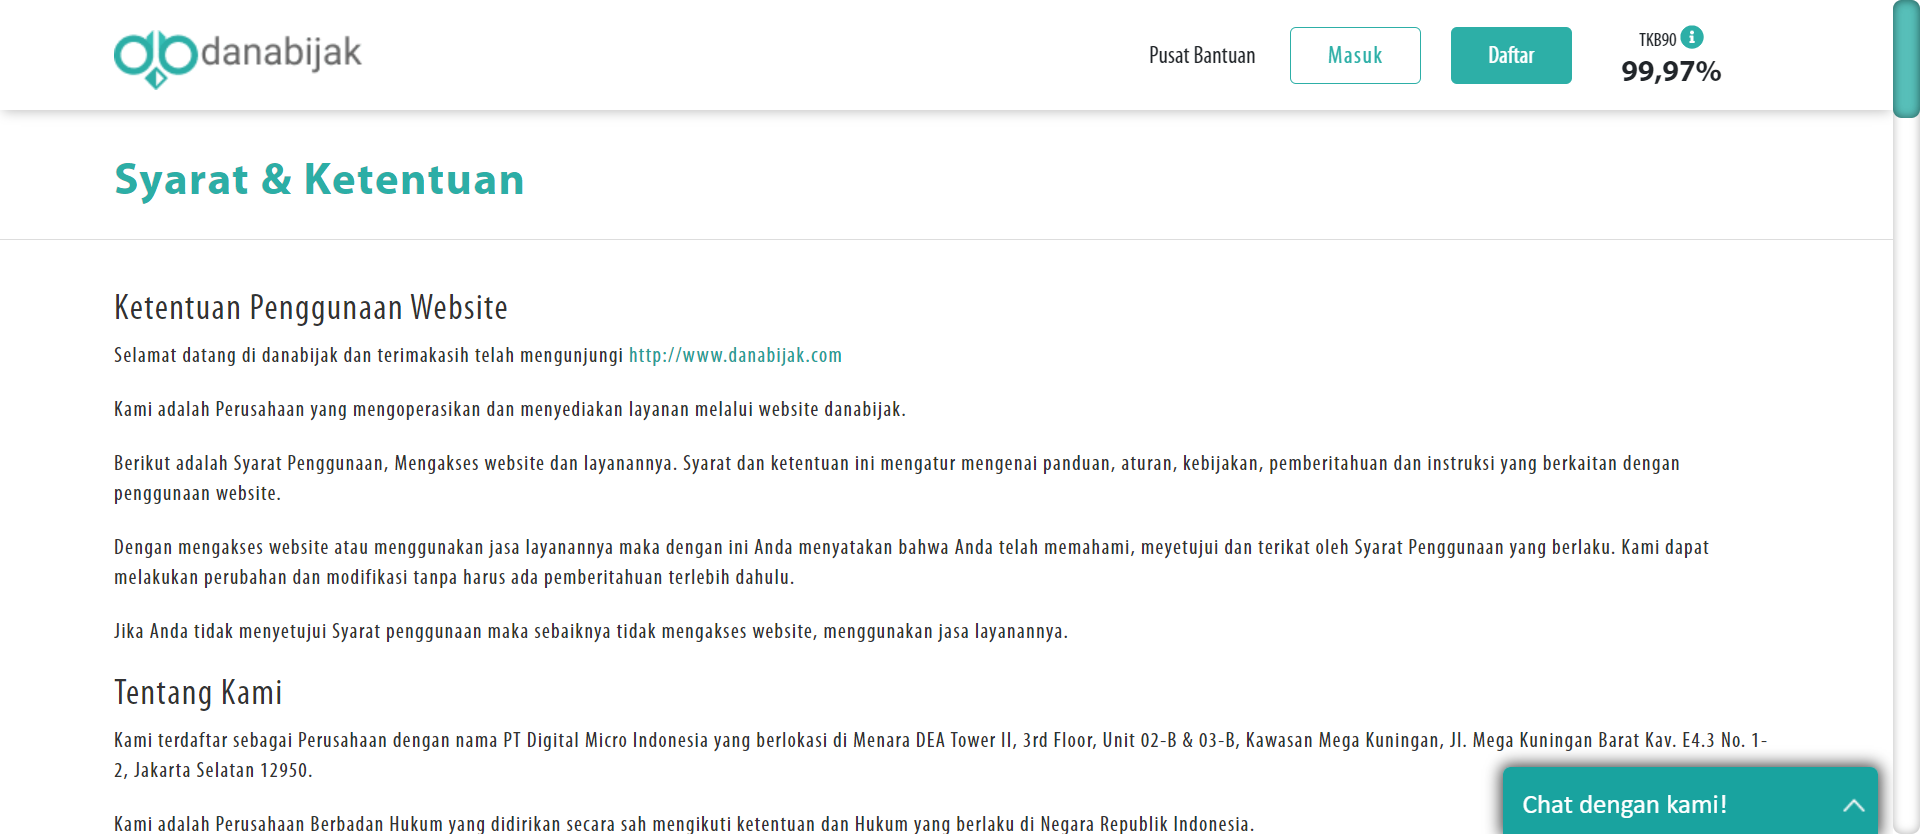 danabijak
Pusat Bantuan
Masuk
Daftar
TKB90
99,97%
Syarat & Ketentuan
Ketentuan Penggunaan Website
Selamat datang di danabijak dan terimakasih telah mengunjungi http://www.danabijak.com
Kami adalah Perusahaan yang mengoperasikan dan menyediakan layanan melalui website danabijak.
Berikut adalah Syarat Penggunaan, Mengakses website dan layanannya. Syarat dan ketentuan ini mengatur mengenai panduan, aturan, kebijakan, pemberitahuan dan instruksi yang berkaitan dengan
penggunaan website.
Dengan mengakses website atau menggunakan jasa layanannya maka dengan ini Anda menyatakan bahwa Anda telah memahami, meyetujui dan terikat oleh Syarat Penggunaan yang berlaku. Kami dapat
melakukan perubahan dan modifikasi tanpa harus ada pemberitahuan terlebih dahulu.
Jika Anda tidak menyetujui Syarat penggunaan maka sebaiknya tidak mengakses website, menggunakan jasa layanannya.
Tentang Kami
Kami terdaftar sebagai Perusahaan dengan nama PT Digital Micro Indonesia yang berlokasi di Menara DEA Tower II, 3rd Floor, Unit 02-B & 03-B, Kawasan Mega Kuningan, Jl. Mega Kuningan Barat Kav. E4.3 No. 1-
2, Jakarta Selatan 12950.
Kami adalah Perusahaan Berbadan Hukum yang didirikan secara sah mengikuti ketentuan dan Hukum yang berlaku di Negara Republik Indonesia.
Chat dengan kami!